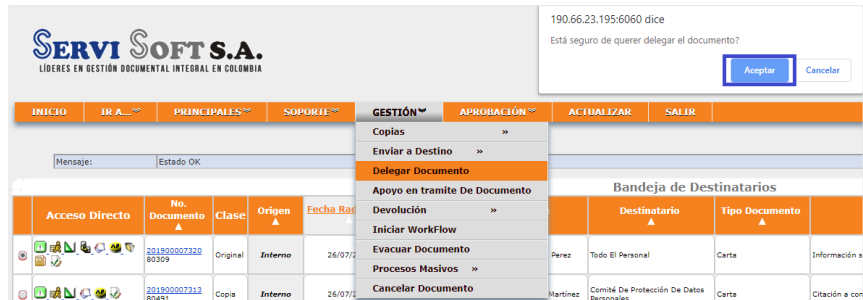 190.66.23.195:6060 dice
Está seguro de querer delegar el documento?
Aceptar Cancelar
SERVI SOFT S.A.
LÍDERES EN GESTIÓN DOCUMENTAL INTEGRAL EN COLOMBIA
INICIO IR A... PRINCIPALES SOPORTE GESTIÓN APROBACIÓN ACTUALIZAR SALIR
Copias »
Enviar a Destino »
Delegar Documento
Apoyo en tramite De Documento
Devolución »
Iniciar WorkFlow
Evacuar Documento
Procesos Masivos »
Cancelar Documento
Mensaje: Estado OK
Bandeja de Destinatarios
Acceso Directo No. Documento Clase Origen Fecha Rad Destinatario Tipo Documento
201900007320
80309 Original Interno 26/07/2 Perez Todo El Personal Carta Información s
201900007313
80491 Copia Interno 26/07/2 Martínez Comité De Protección De Datos Personales Carta Citación a con